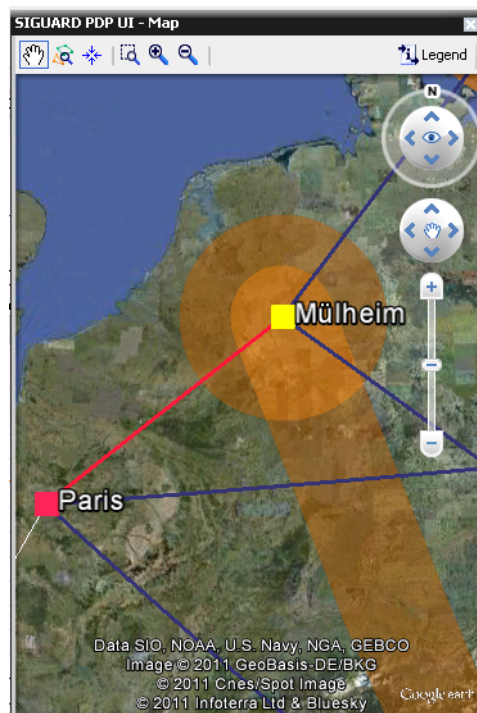 SIGUARD PDP UI - Map
Legend
N
Mülheim
Paris
Data SIO, NOAA, U.S. Navy, NGA, GEBCO
Image © 2011 GeoBasis-DE/BKG
© 2011 Cnes/Spot Image
© 2011 Infoterra Ltd & Bluesky
Google earth